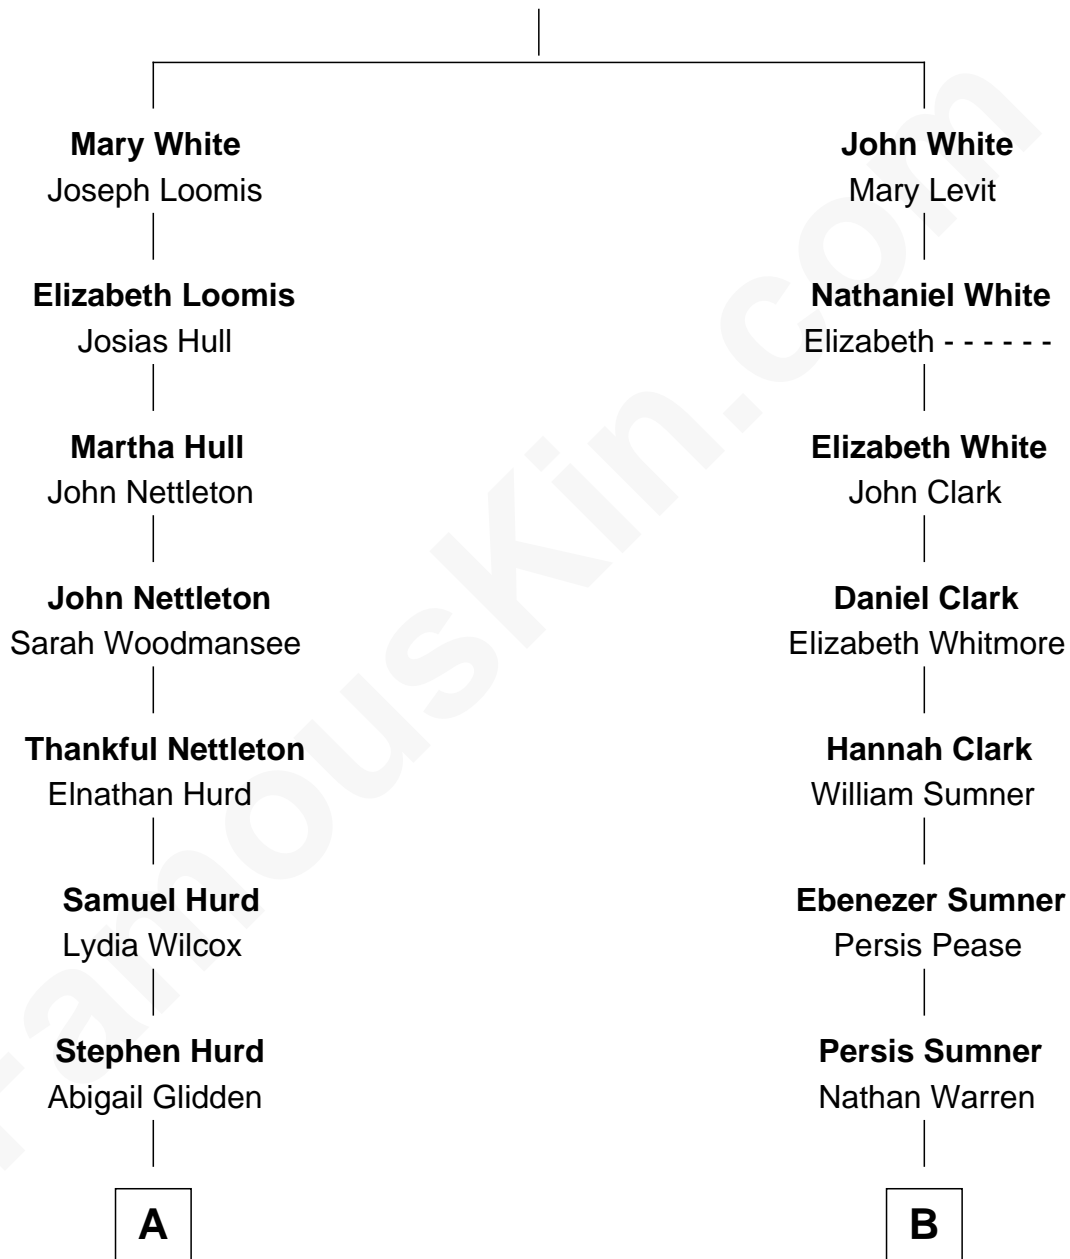 Mary White
Joseph Loomis
Elizabeth Loomis
Josias Hull
Martha Hull
John Nettleton
John Nettleton
Sarah Woodmansee
Thankful Nettleton
Elnathan Hurd
Samuel Hurd
Lydia Wilcox
Stephen Hurd
Abigail Glidden
A
John White
Mary Levit
Nathaniel White
Elizabeth - - - - - -
Elizabeth White
John Clark
Daniel Clark
Elizabeth Whitmore
Hannah Clark
William Sumner
Ebenezer Sumner
Persis Pease
Persis Sumner
Nathan Warren
B
FamousKin.com